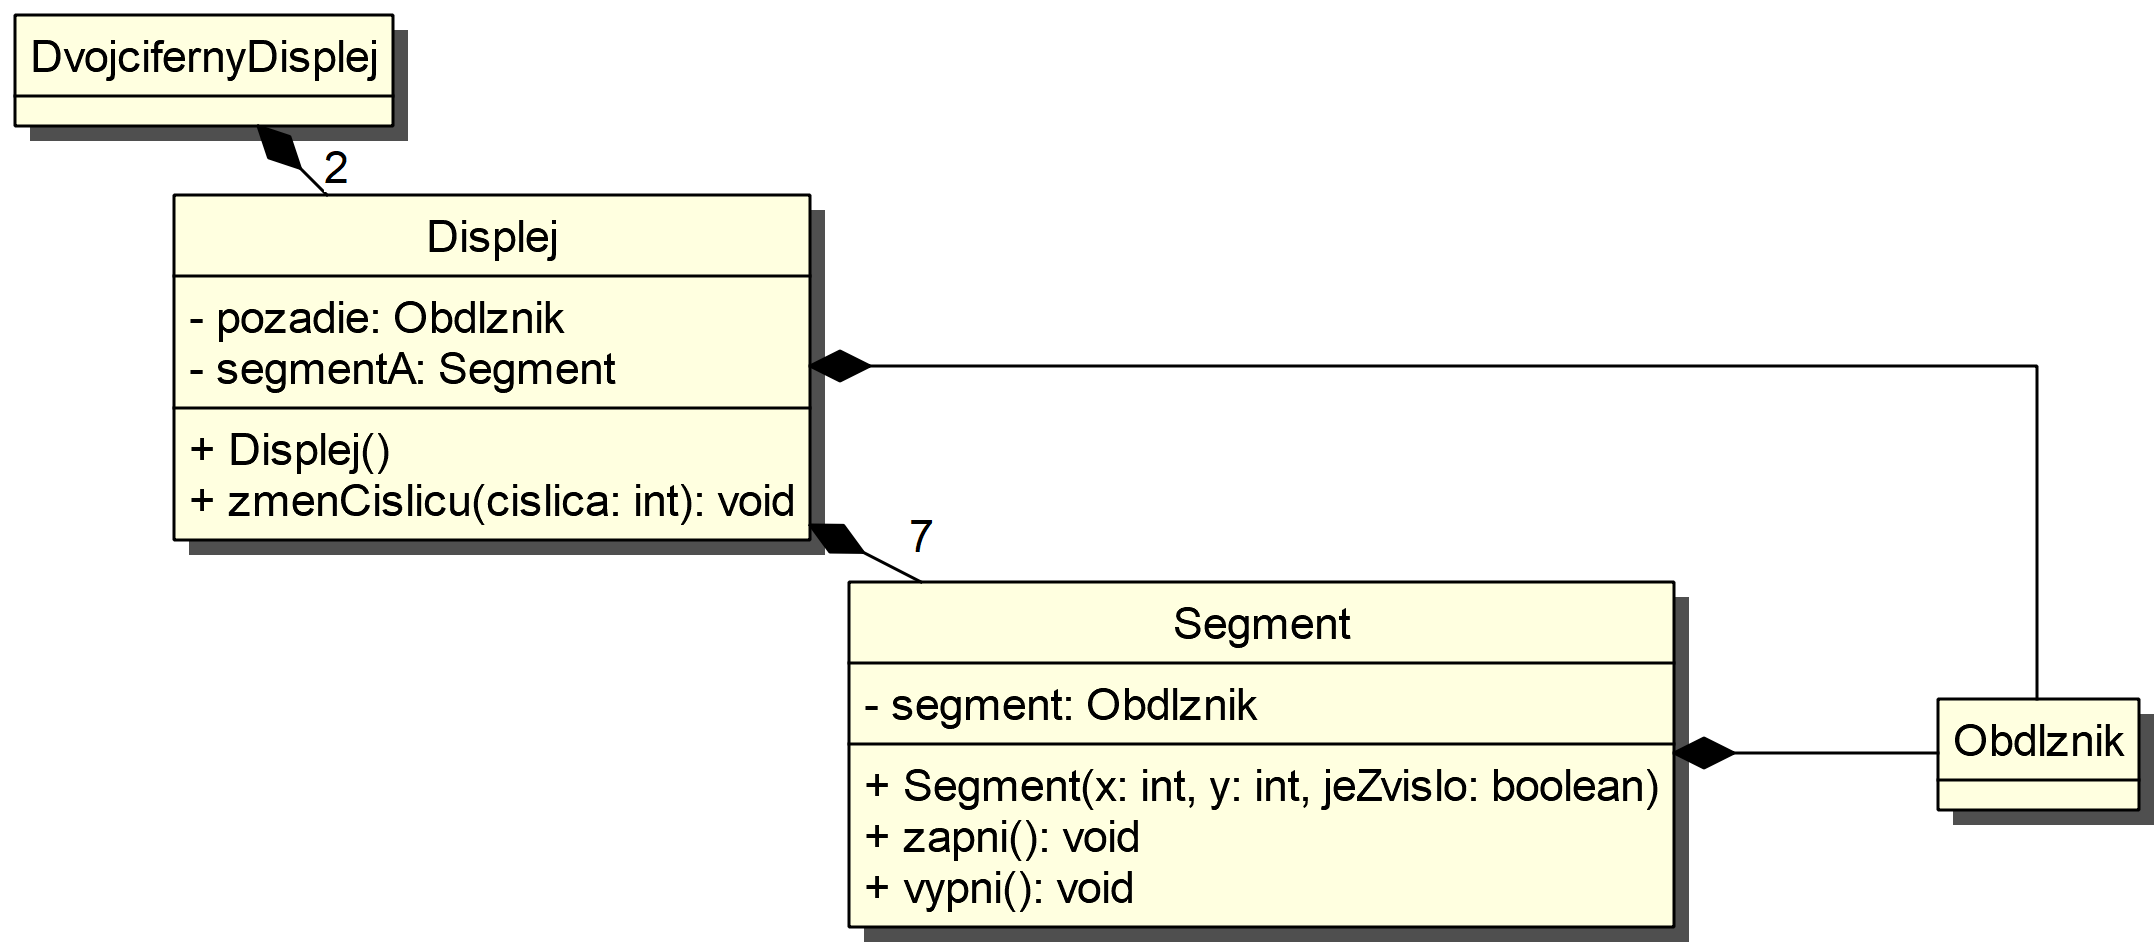 DvojcifernyDisplej
2
Displej
- pozadie: Obdlznik
- segmentA: Segment
+ Displej()
+ zmenCislicu(cislica: int): void
7
Segment
- segment: Obdlznik
+ Segment(x: int, y: int, jeZvislo: boolean)
+ zapni(): void
+ vypni(): void
Obdlznik